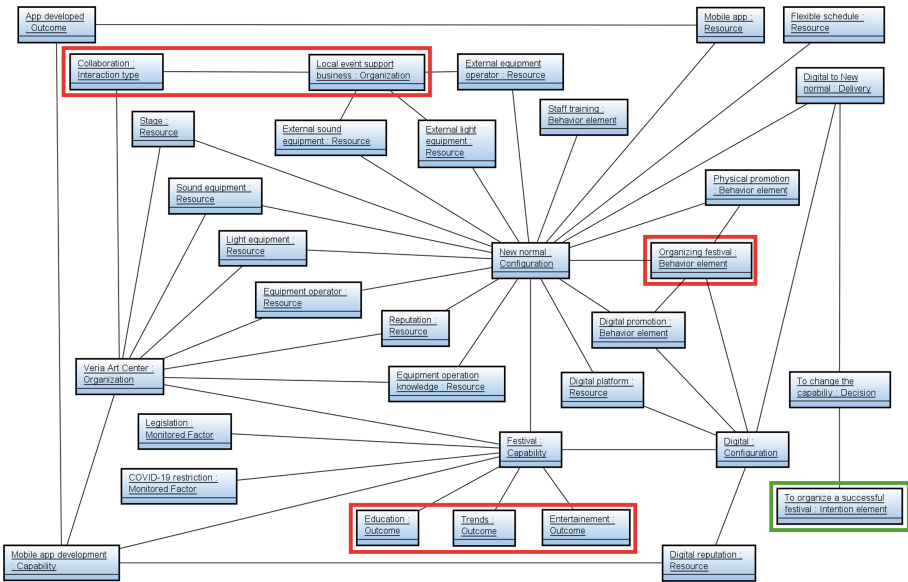 App developed
: Outcome
Mobile app :
Resource
Flexible schedule :
Resource
Collaboration :
Interaction type
Local event support
business : Organization
External equipment
operator : Resource
Digital to New
normal : Delivery
Stage :
Resource
External sound
equipment : Resource
External light
equipment :
Resource
Staff training :
Behavior element
Sound equipment :
Resource
Physical promotion
: Behavior element
Light equipment :
Resource
New normal :
Configuration
Organizing festival :
Behavior element
Equipment operator :
Resource
Reputation :
Resource
Digital promotion :
Behavior element
Veria Art Center :
Organization
Equipment operation
knowledge : Resource
Digital platform :
Resource
To change the
capabiliy : Decision
Legislation :
Monitored Factor
Festival :
Capability
Digital :
Configuration
COVID-19 restriction :
Monitored Factor
To organize a successful
festival : Intention element
Education :
Outcome
Trends :
Outcome
Entertainement :
Outcome
Mobile app development
: Capability
Digital reputation :
Resource